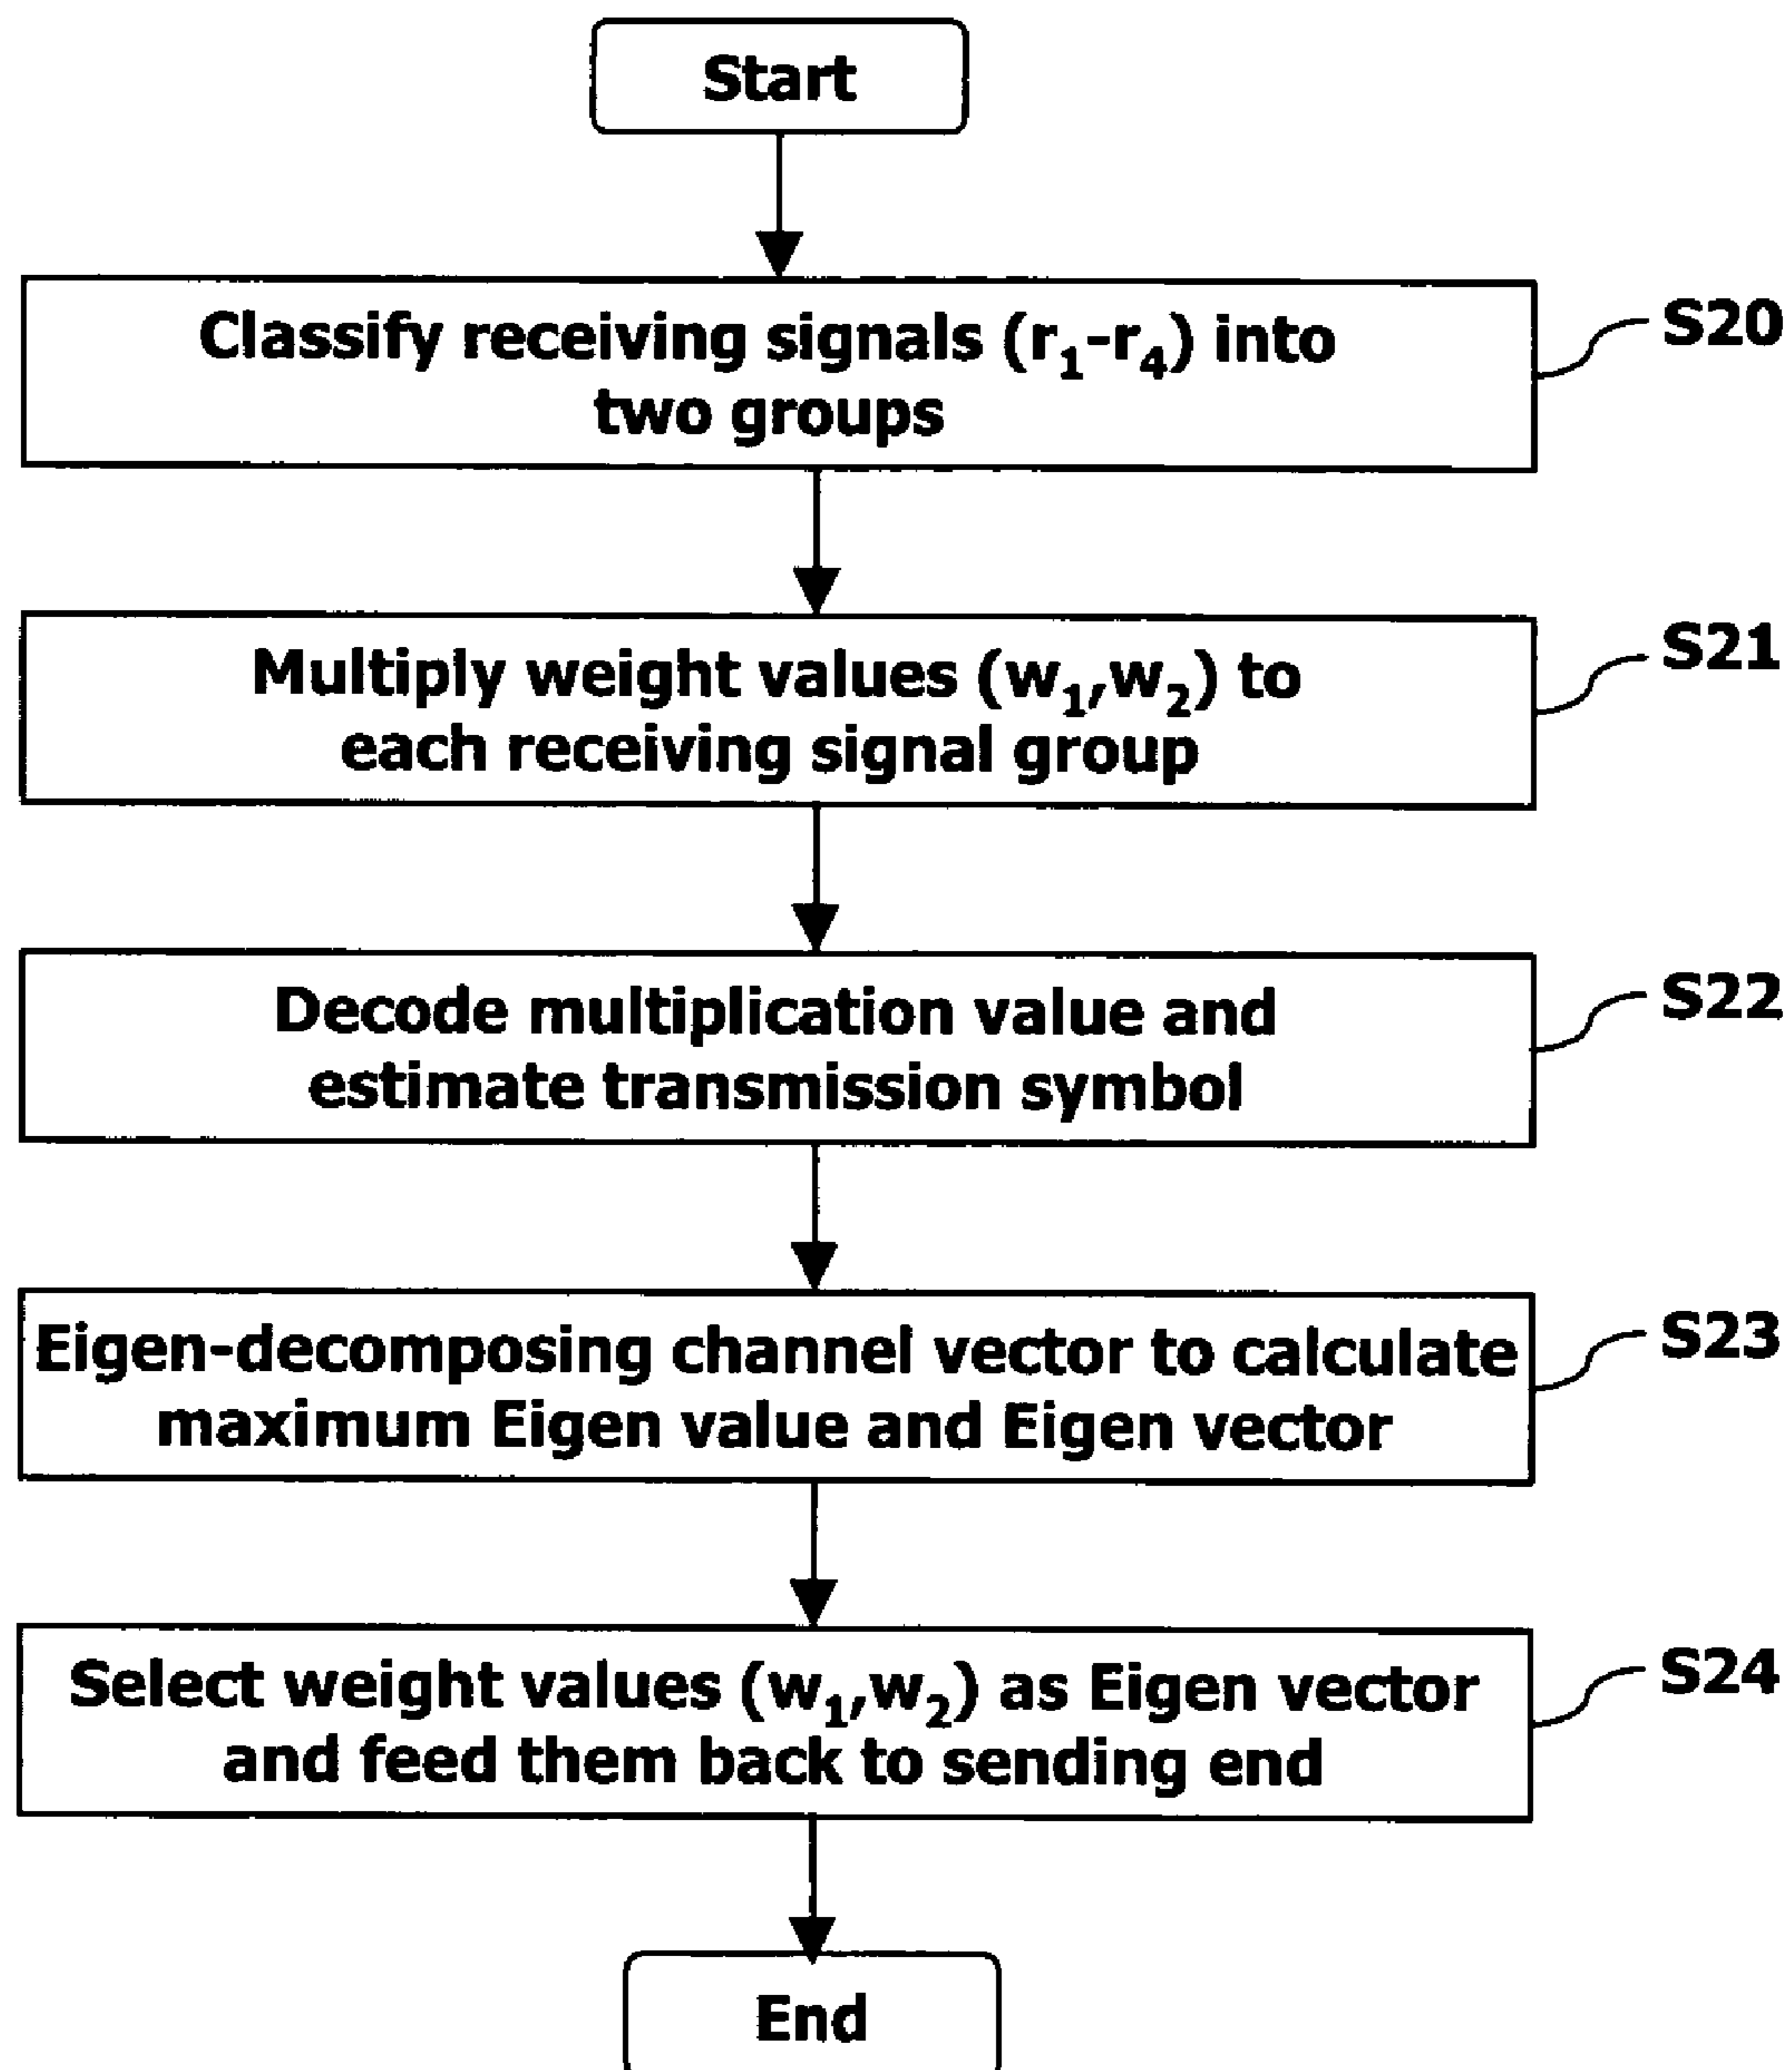 Start
Classify receiving signals (r₁-r₄) into
two groups
S20
Multiply weight values (w₁,w₂) to
each receiving signal group
S21
Decode multiplication value and
estimate transmission symbol
S22
Eigen-decomposing channel vector to calculate
maximum Eigen value and Eigen vector
S23
Select weight values (w₁,w₂) as Eigen vector
and feed them back to sending end
S24
End